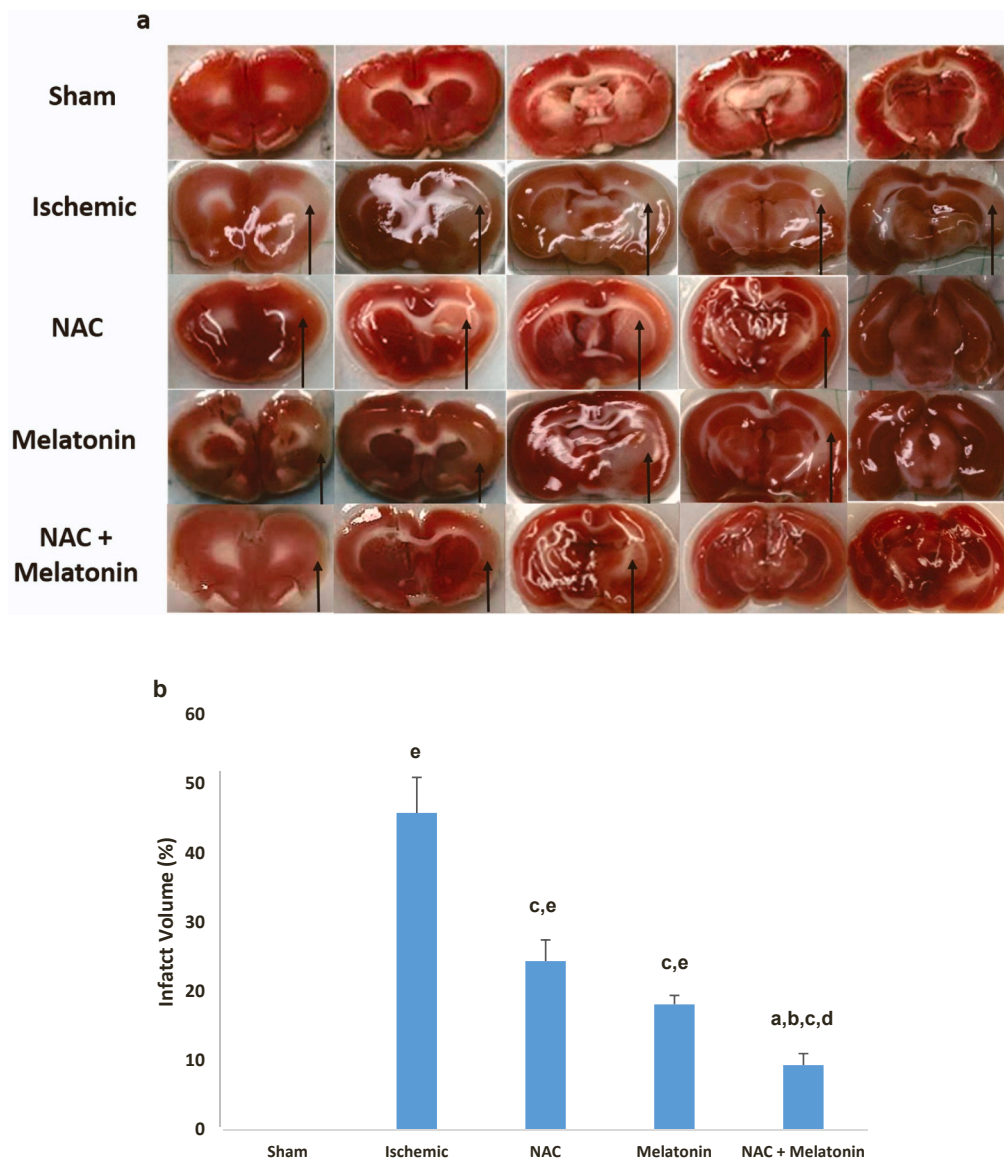 a
Sham
Ischemic
NAC
Melatonin
NAC +
Melatonin
b
60
50
40
30
20
10
0
Infatct Volume (%)
e
c,e
c,e
a,b,c,d
Sham
Ischemic
NAC
Melatonin
NAC + Melatonin